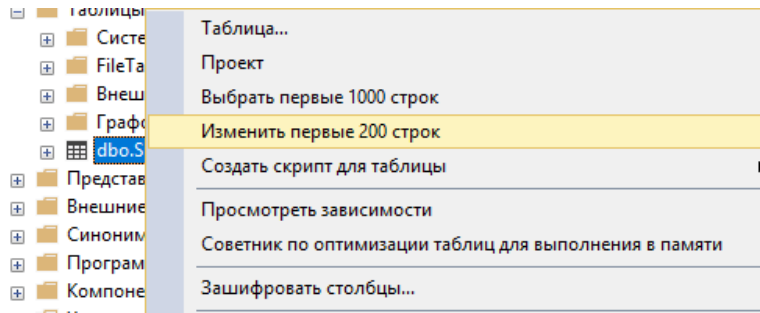 Таблицы
Таблица...
Систе
Проект
FileTa
Выбрать первые 1000 строк
Внеш
Изменить первые 200 строк
Графо
dbo.S
Создать скрипт для таблицы
Представ
Просмотреть зависимости
Внешние
Синоним
Советник по оптимизации таблиц для выполнения в памяти
Програм
Зашифровать столбцы...
Компоне